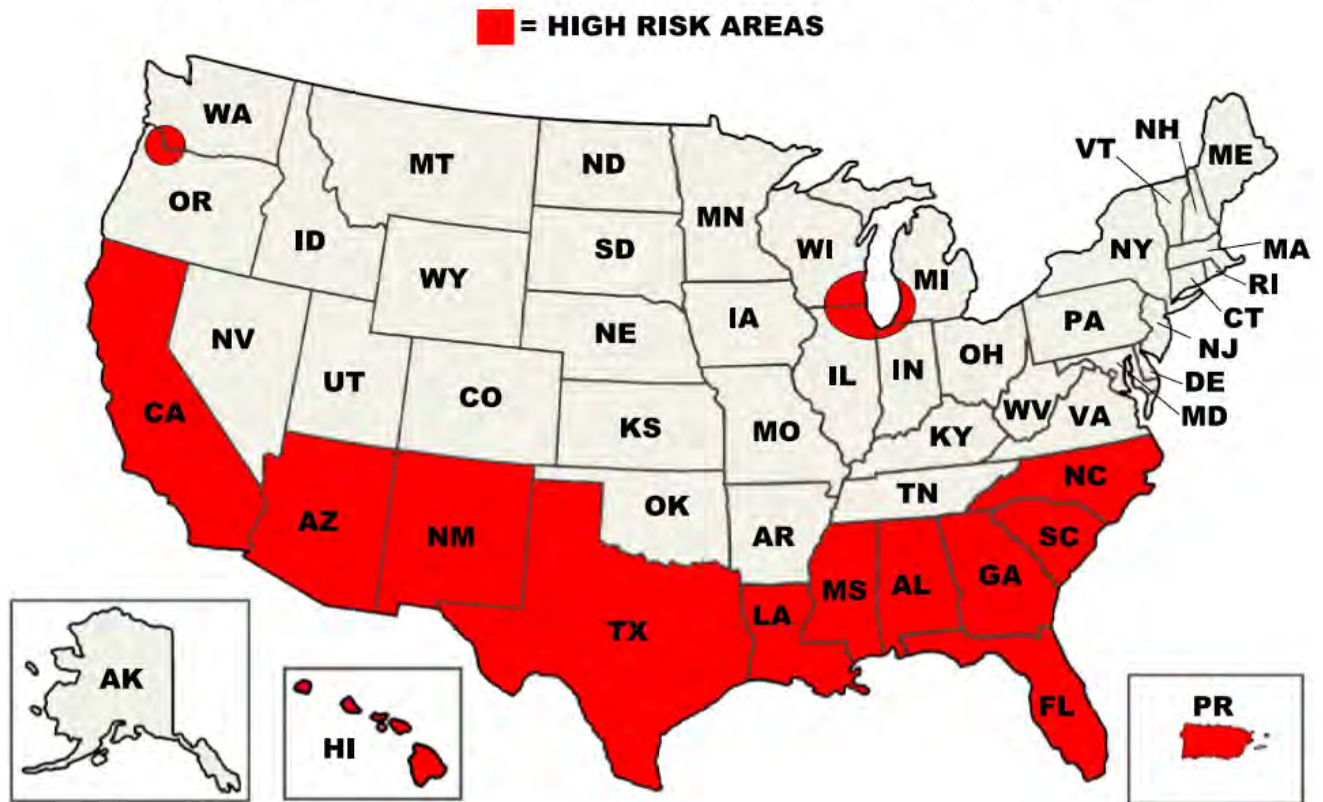 = HIGH RISK AREAS
WA
MT
ND
MN
VT
NH
ME
OR
ID
SD
WI
MI
NY
MA
RI
WY
IA
PA
CT
NV
NE
IL
IN
OH
NJ
UT
CO
DE
CA
KS
MO
KY
WV
VA
MD
AZ
NM
OK
AR
TN
NC
SC
TX
LA
MS
AL
GA
AK
HI
FL
PR